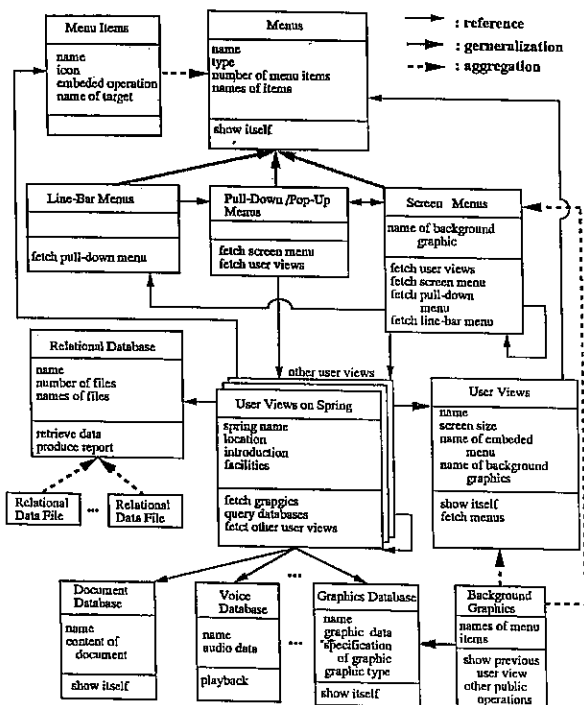 Menu Items
name
icon
embeded operation
name of target
Menus
name
type
number of menu items
names of items
show itself
: reference
: gerneralization
: aggregation
Line-Bar Menus
fetch pull-down menu
Pull-Down /Pop-Up
Menus
fetch screen menu
fetch user views
Screen Menus
name of background
graphic
fetch user views
fetch screen menu
fetch pull-down
menu
fetch line-bar menu
Relational Database
name
number of files
names of files
retrieve data
produce report
Relational
Data File
...
Relational
Data File
other user views
User Views on Spring
spring name
location
introduction
facilities
fetch grapgics
query databases
fetct other user views
User Views
name
screen size
name of embeded
menu
name of background
graphics
show itself
fetch menus
Document
Database
name
content of
document
show itself
Voice
Database
name
audio data
playback
...
...
Graphics Database
name
graphic data
specification
of graphic
graphic type
show itself
Background
Graphics
names of menu
items
show previous
user view
other public
operations